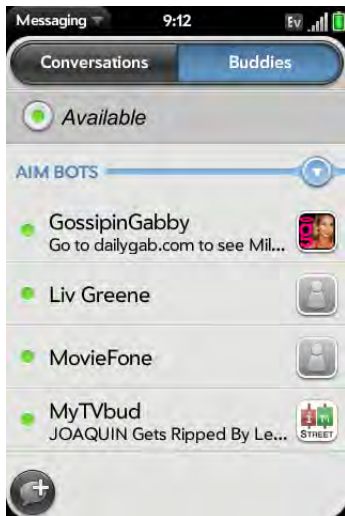 Messaging 9:12 Ev
Conversations Buddies
Available
AIM BOTS
GossipinGabby
Go to dailygab.com to see Mil...
Liv Greene
MovieFone
MyTVbud
JOAQUIN Gets Ripped By Le...
STREET